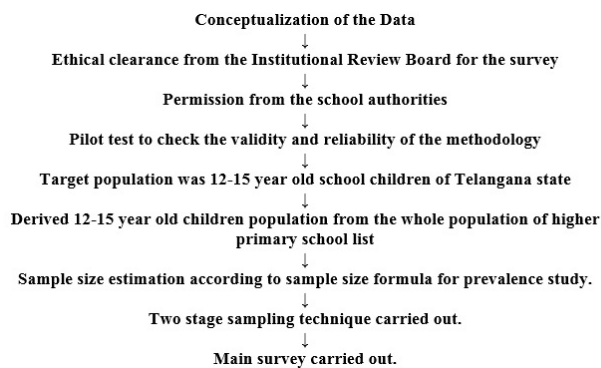 Conceptualization of the Data
↓
Ethical clearance from the Institutional Review Board for the survey
↓
Permission from the school authorities
↓
Pilot test to check the validity and reliability of the methodology
↓
Target population was 12-15 year old school children of Telangana state
↓
Derived 12-15 year old children population from the whole population of higher
primary school list
↓
Sample size estimation according to sample size formula for prevalence study.
↓
Two stage sampling technique carried out.
↓
Main survey carried out.